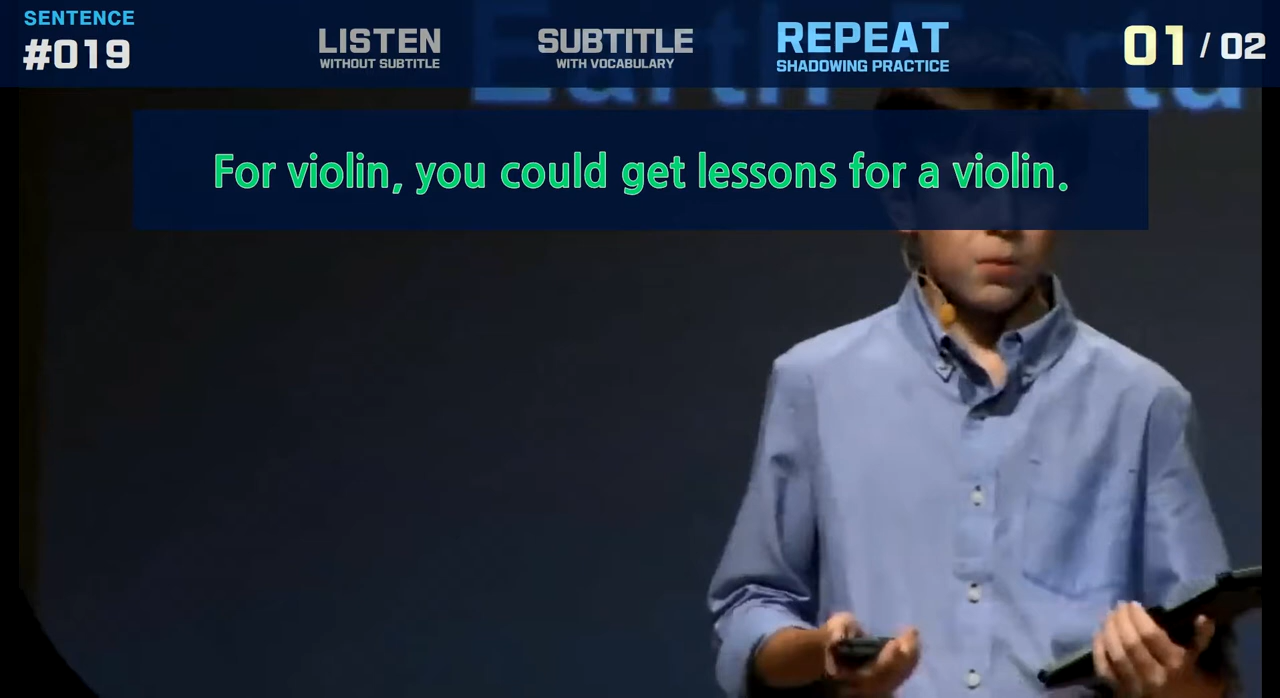 SENTENCE
#019
LISTEN
WITHOUT SUBTITLE
SUBTITLE
WITH VOCABULARY
REPEAT
SHADOWING PRACTICE
01 / 02
For violin, you could get lessons for a violin.